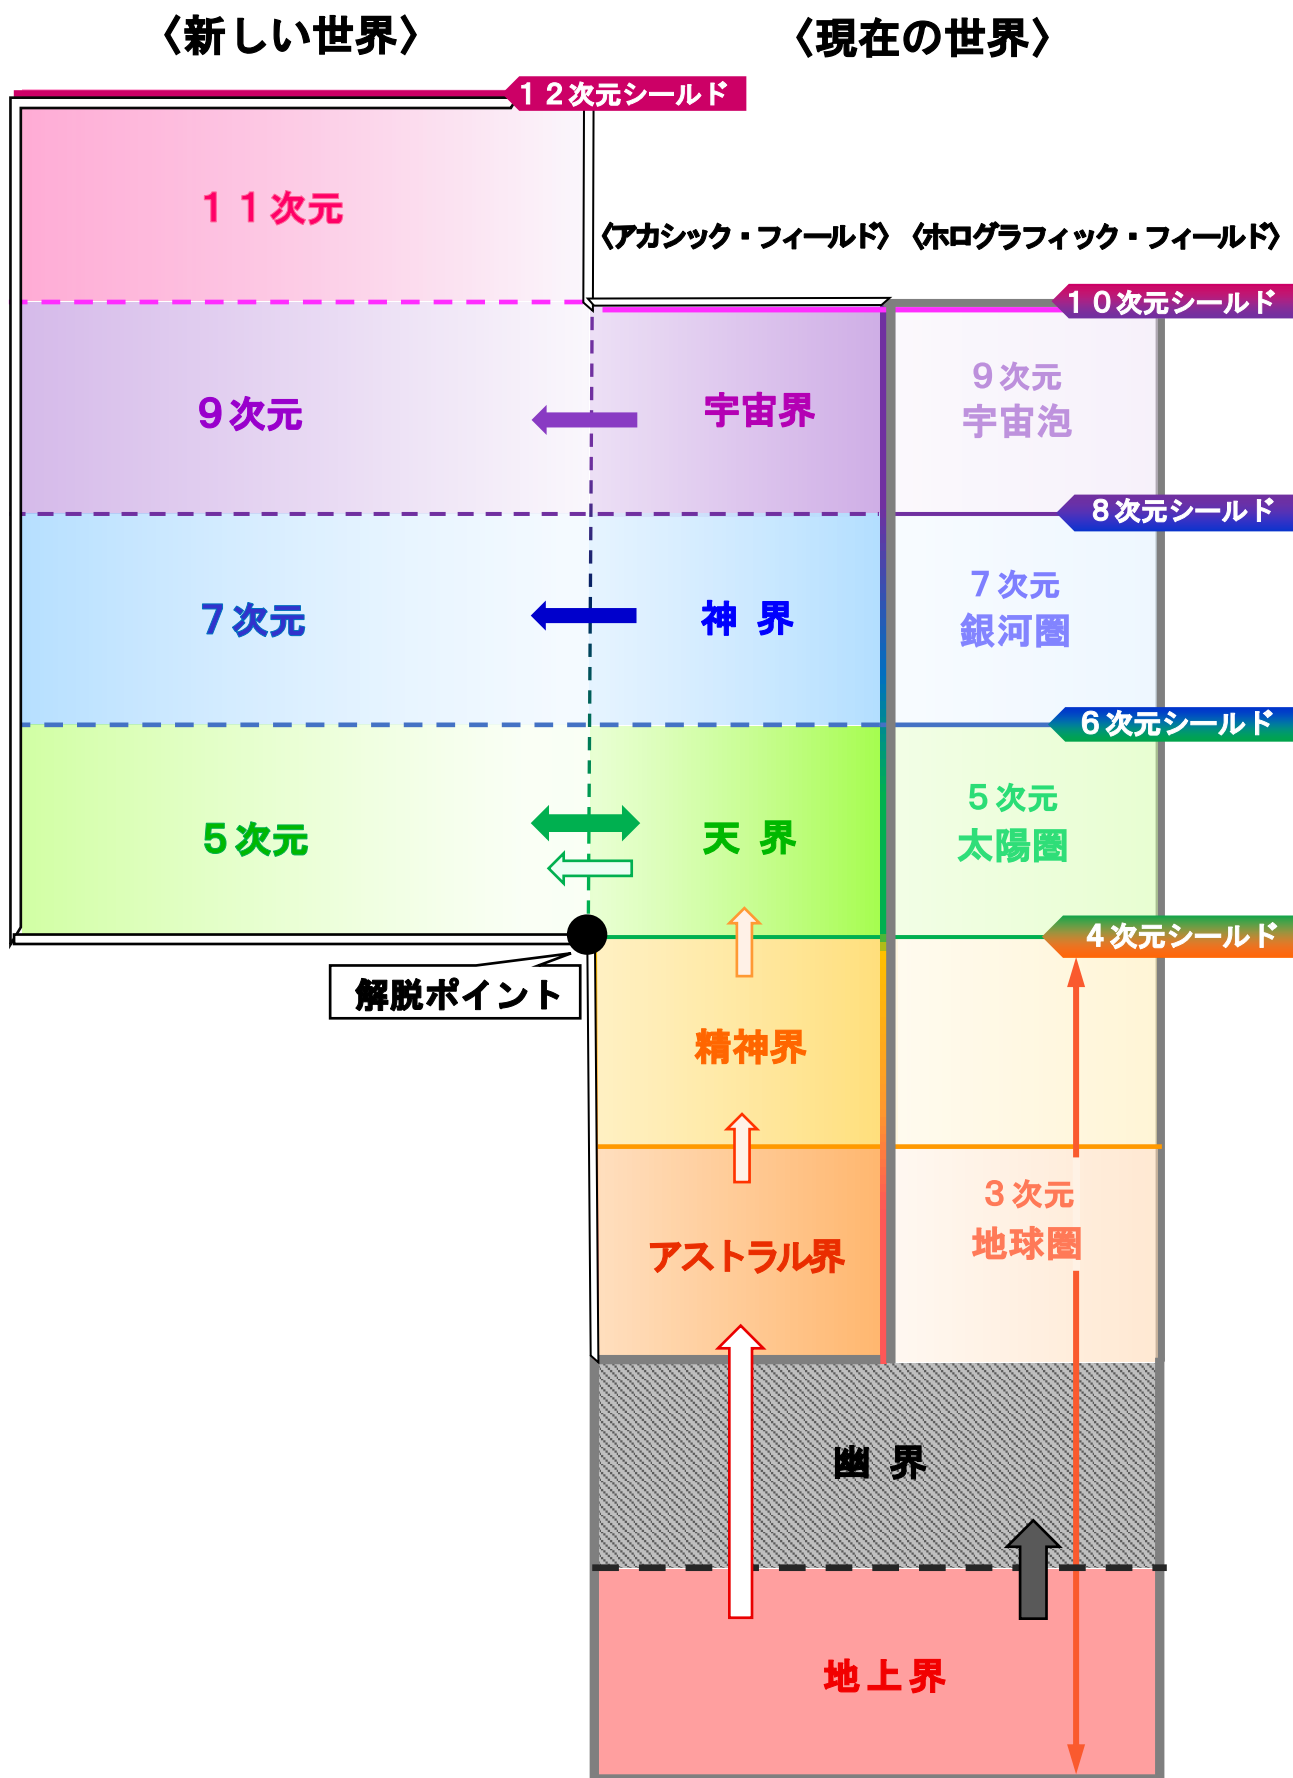 〈新しい世界〉
〈現在の世界〉
１２次元シールド
１１次元
〈アカシック・フィールド〉
〈ホログラフィック・フィールド〉
１０次元シールド
９次元
宇宙界
９次元
宇宙泡
８次元シールド
７次元
神 界
７次元
銀河圏
６次元シールド
５次元
天 界
５次元
太陽圏
４次元シールド
解脱ポイント
精神界
アストラル界
３次元
地球圏
幽 界
地上界